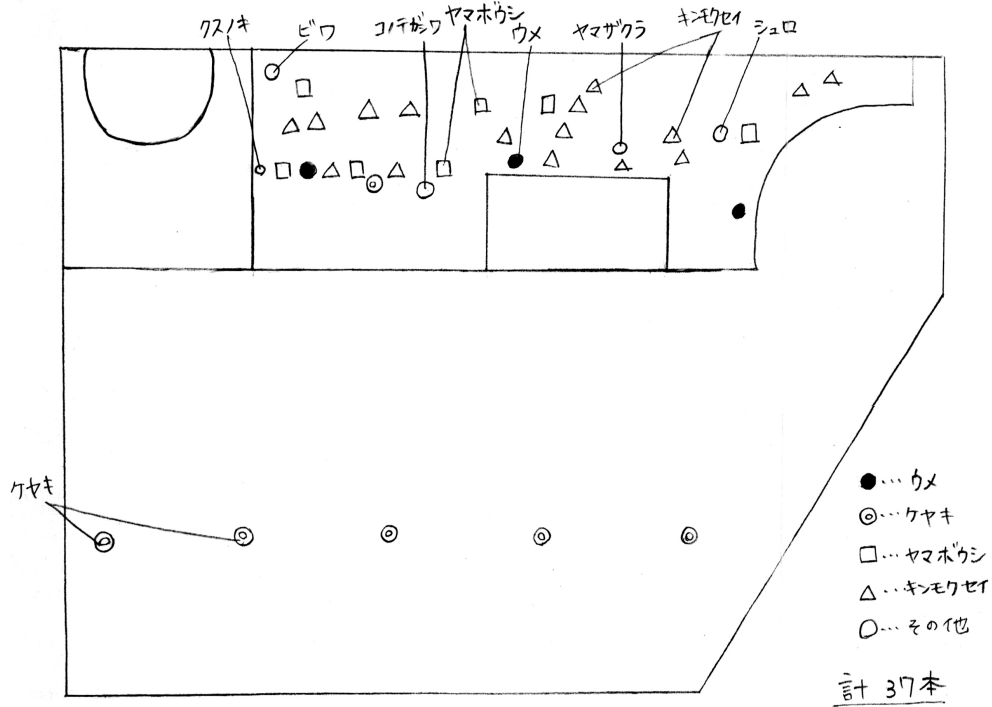 クスノキ
ビワ
コノテガシワ
ヤマボウシ
ウメ
ヤマザクラ
キンモクセイ
シュロ
ケヤキ
●…ウメ
◎…ケヤキ
□…ヤマボウシ
△…キンモクセイ
○…その他
計 37本